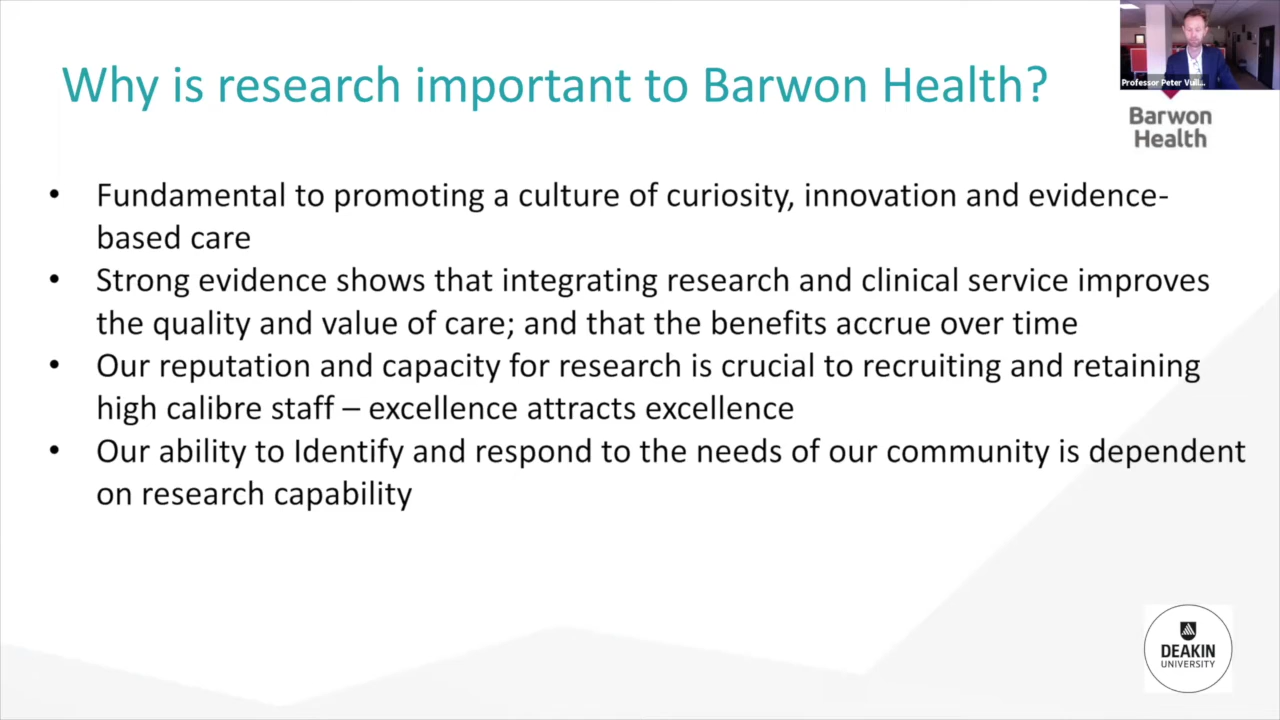 Why is research important to Barwon Health?
Professor Peter Vuil...
Barwon
Health
• Fundamental to promoting a culture of curiosity, innovation and evidence-
based care
• Strong evidence shows that integrating research and clinical service improves
the quality and value of care; and that the benefits accrue over time
• Our reputation and capacity for research is crucial to recruiting and retaining
high calibre staff – excellence attracts excellence
• Our ability to Identify and respond to the needs of our community is dependent
on research capability
DEAKIN
UNIVERSITY